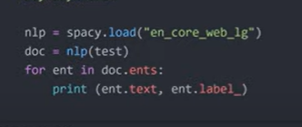 nlp = spacy.load("en_core_web_lg")
doc = nlp(test)
for ent in doc.ents:
    print (ent.text, ent.label_)